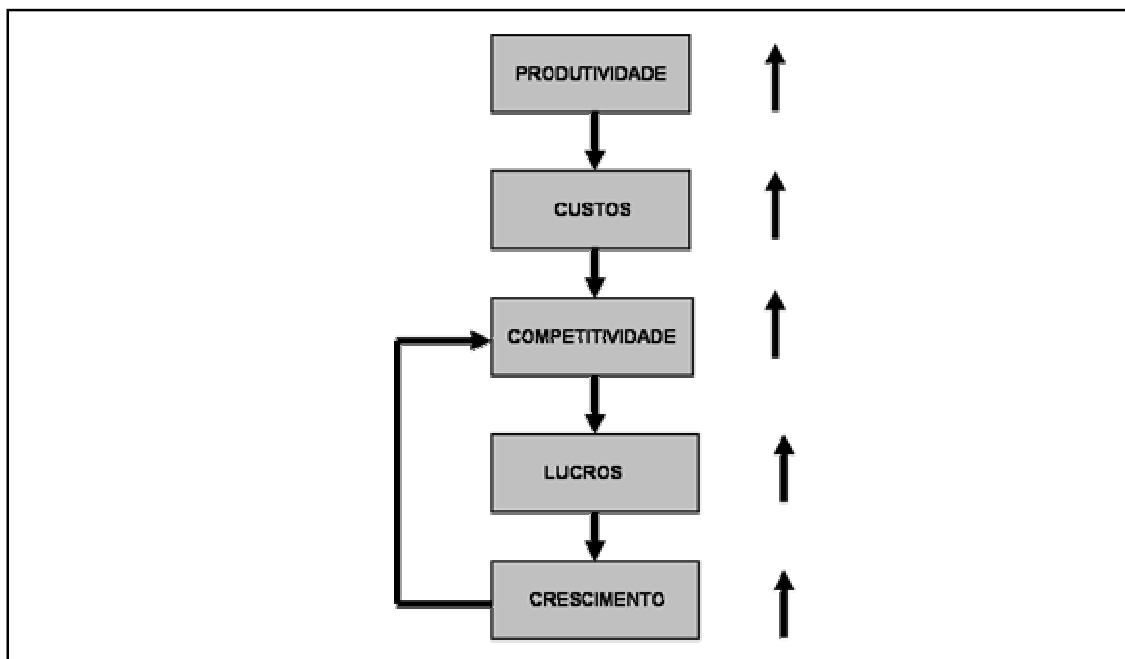 PRODUTIVIDADE
CUSTOS
COMPETITIVIDADE
LUCROS
CRESCIMENTO